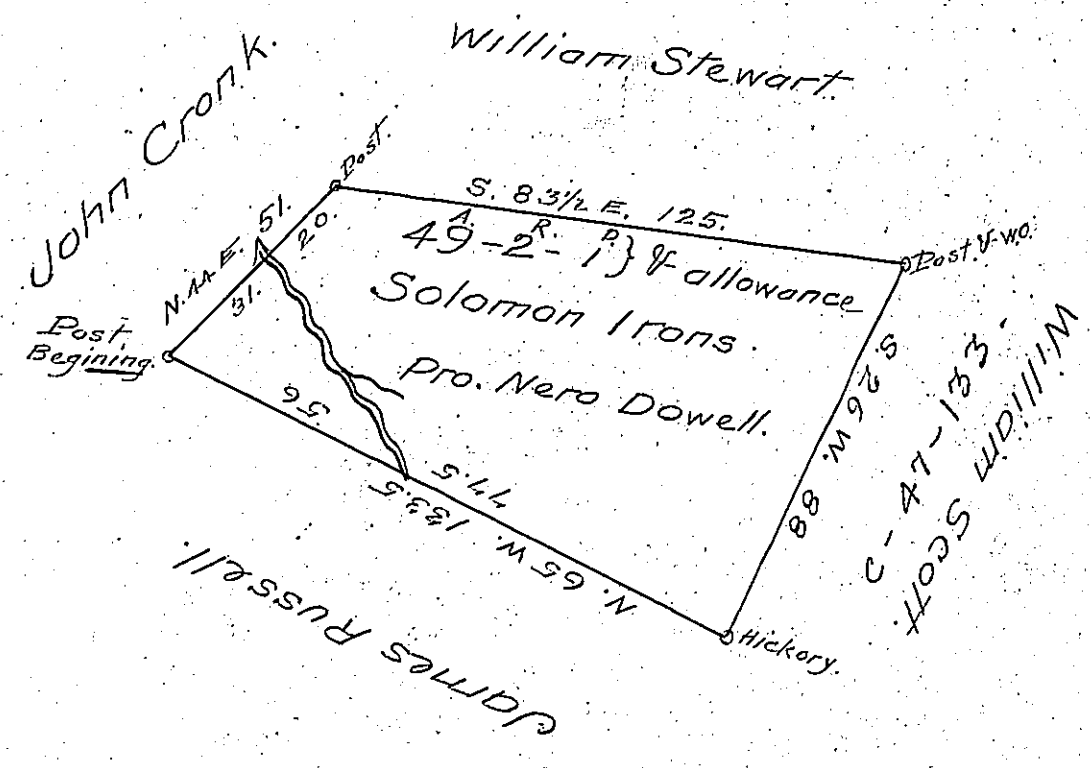 William Stewart.
John Cronk.
Post.
S. 83½ E. 125.
N. 44 E. 51.
20.
31.
A. R. P.
49-2-1 } & allowance
Solomon Irons.
Pro. Nero Dowell.
Post. & W.O.
Post.
Begining.
56
77.5
N. 65 W. 133.5
S. 26 W. 88
C-47-133.
William Scott.
Hickory.
James Russell.